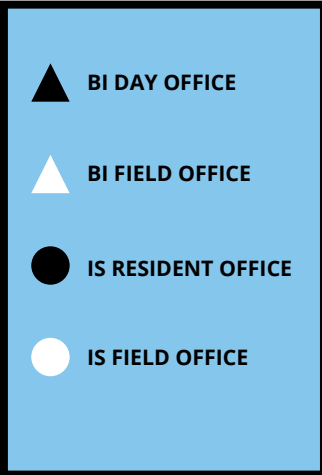 BI DAY OFFICE
BI FIELD OFFICE
IS RESIDENT OFFICE
IS FIELD OFFICE